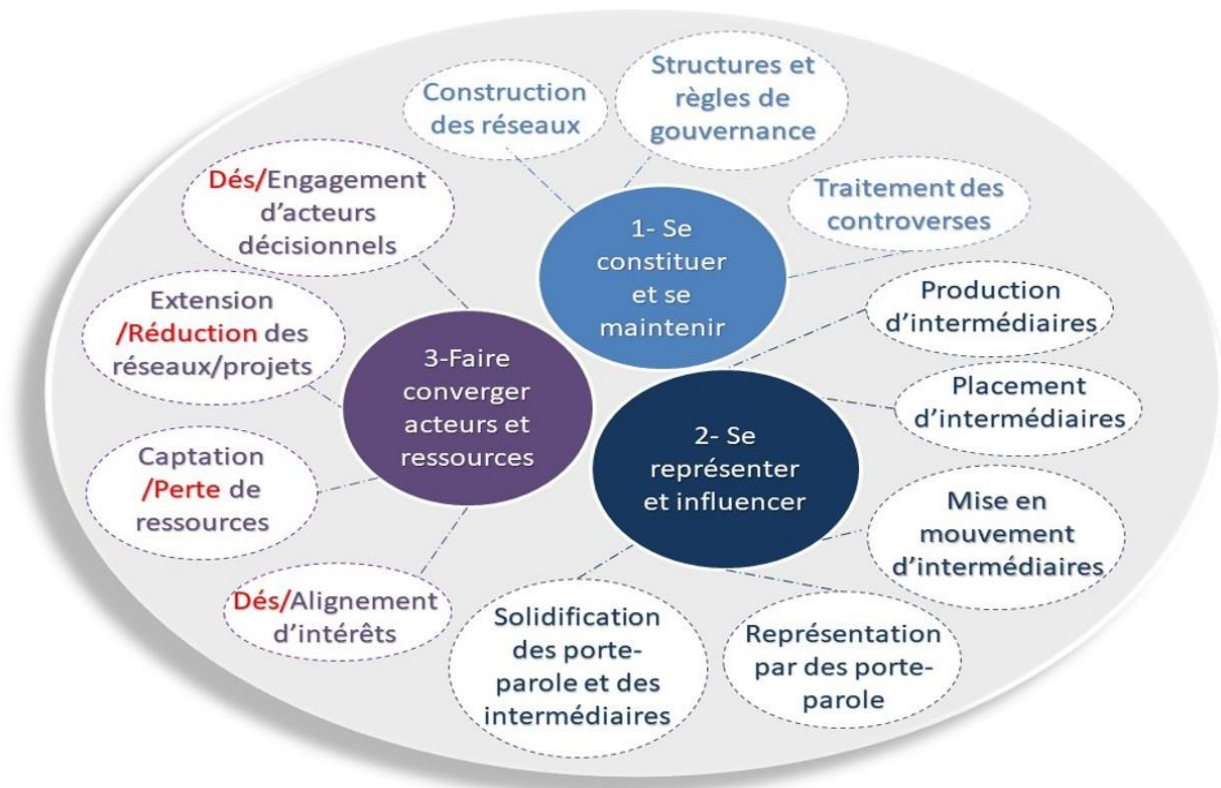 Construction
des réseaux
Structures et
règles de
gouvernance
Traitement des
controverses
1- Se
constituer
et se
maintenir
Production
d’intermédiaires
Placement
d’intermédiaires
Mise en
mouvement
d’intermédiaires
Représentation
par des porte-
parole
Solidification
des porte-
parole et des
intermédiaires
2- Se
représenter
et influencer
3-Faire
converger
acteurs et
ressources
Dés/Engagement
d’acteurs
décisionnels
Extension
/Réduction des
réseaux/projets
Captation
/Perte de
ressources
Dés/Alignement
d’intérêts